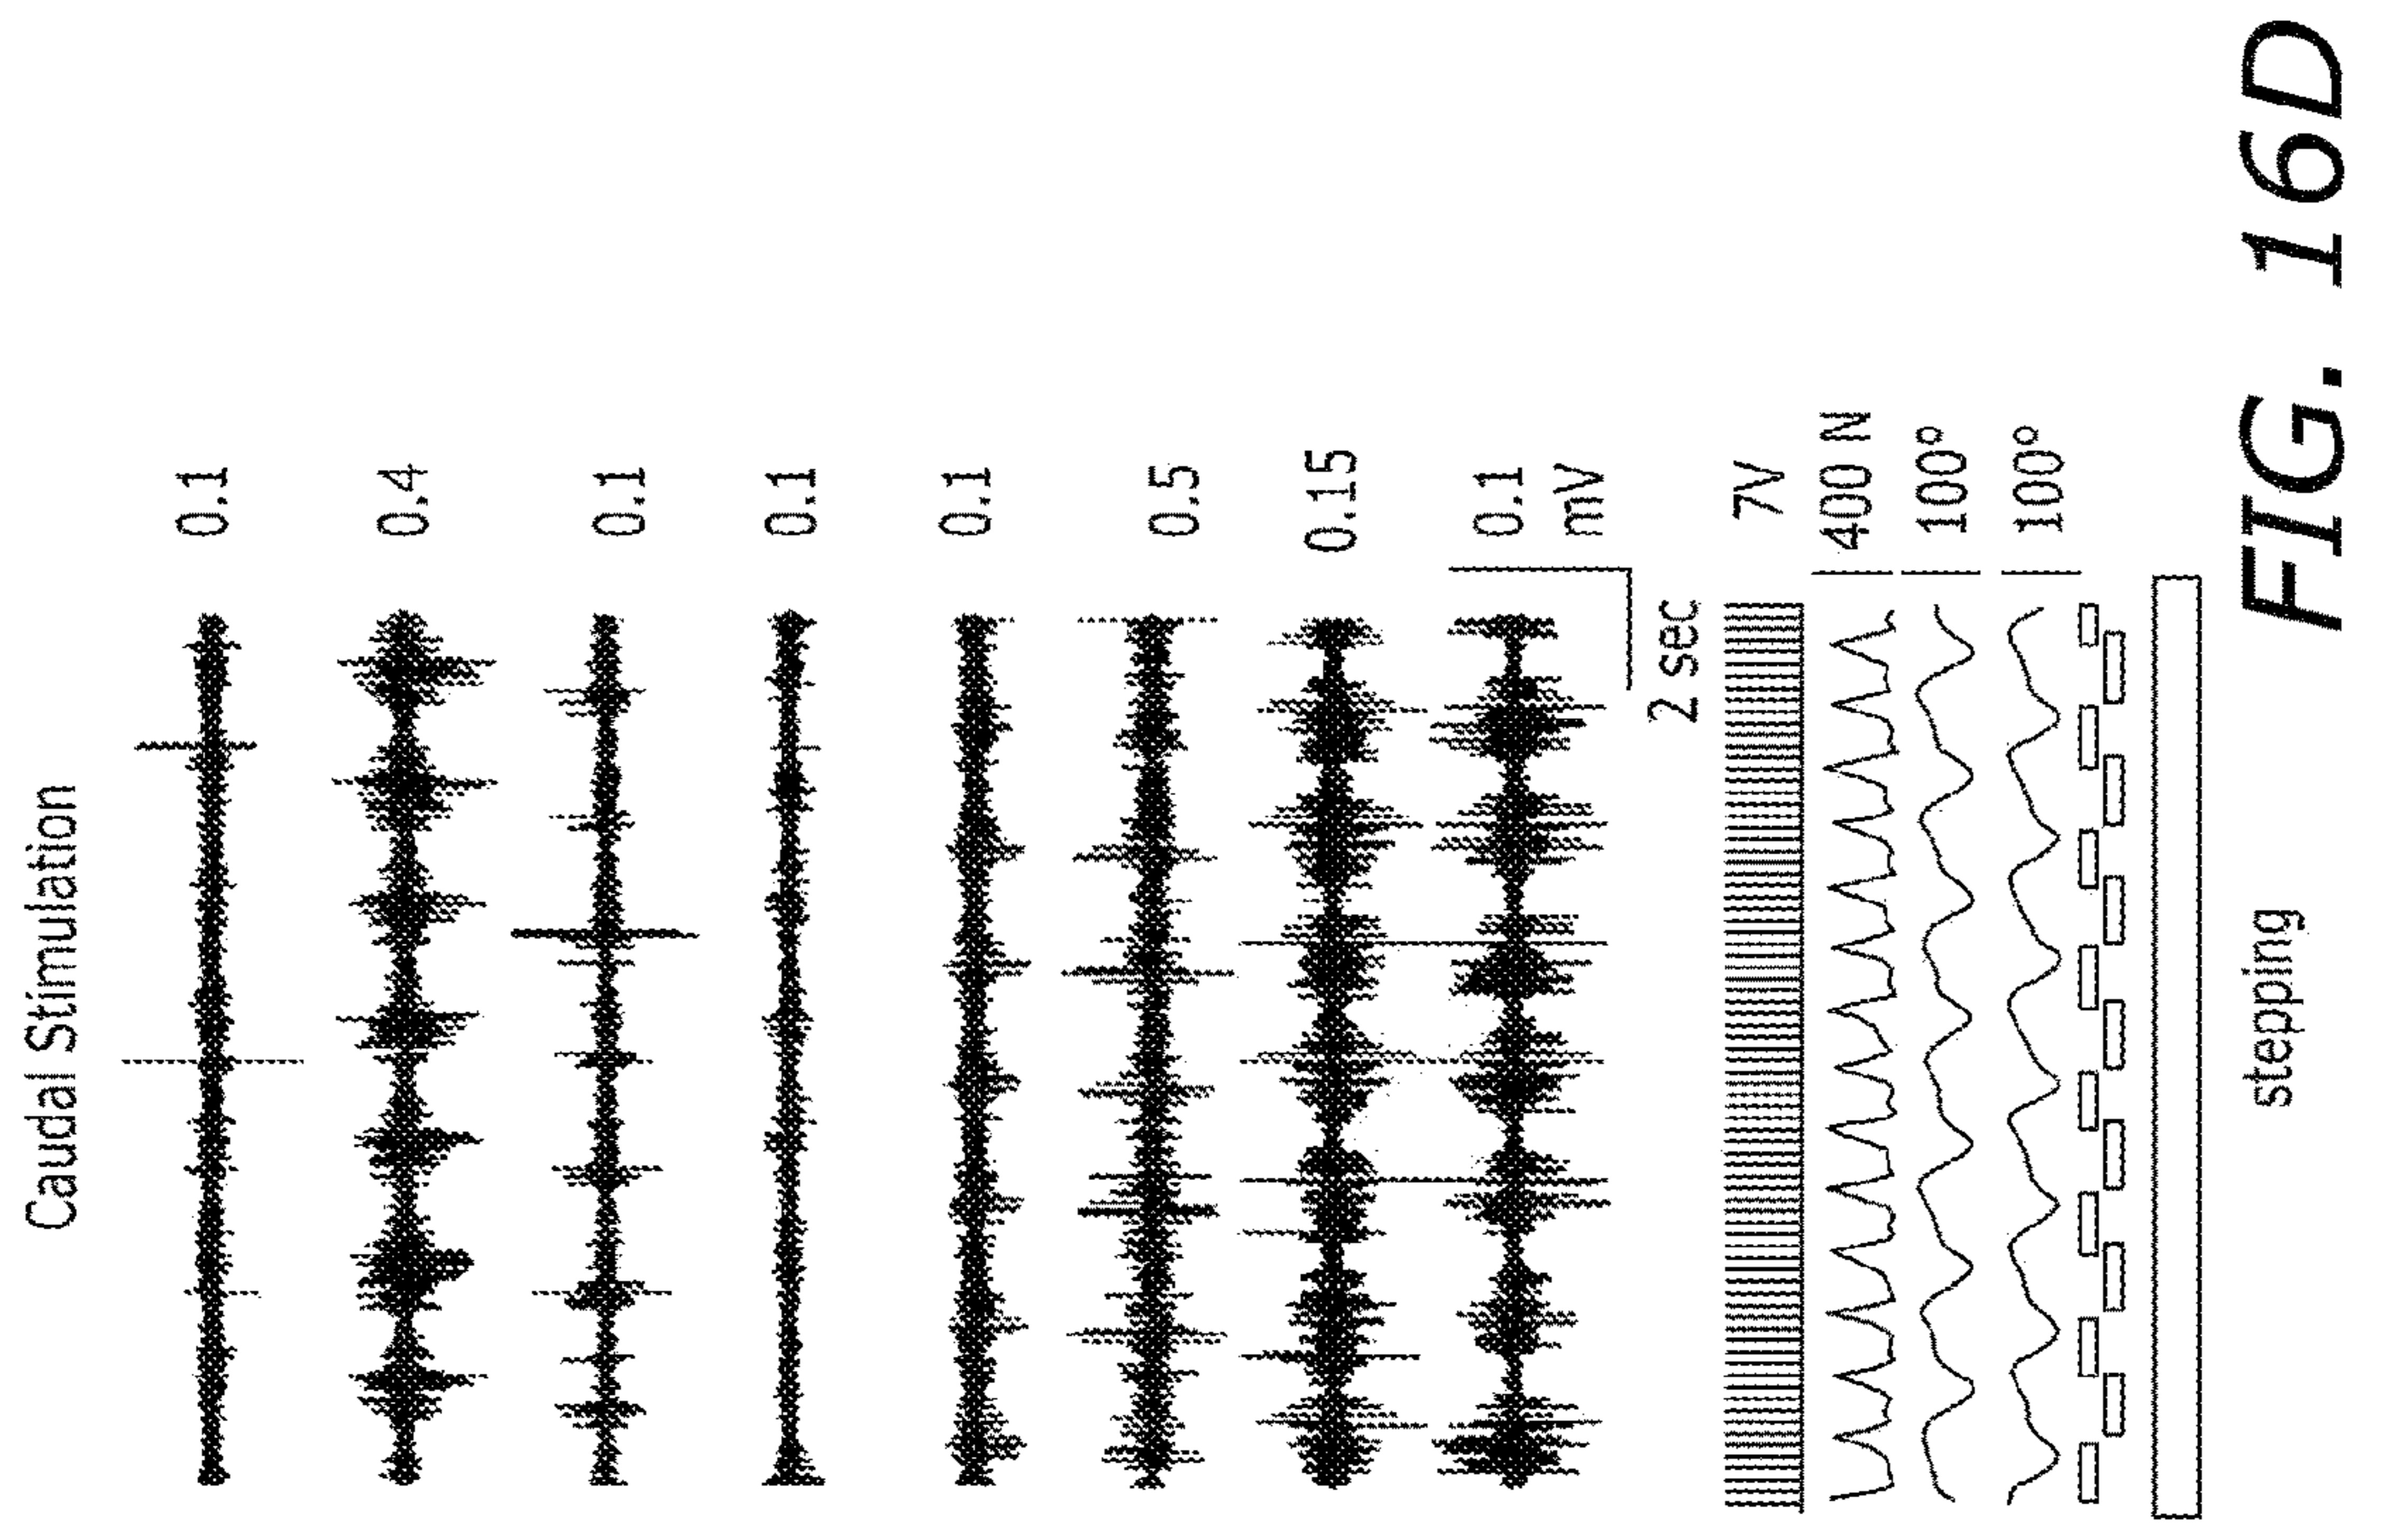 Caudal Stimulation
0.1
0.4
0.1
0.1
0.1
0.5
0.15
0.1
mV
2 sec
7V
400 N
100°
100°
stepping
FIG. 16D